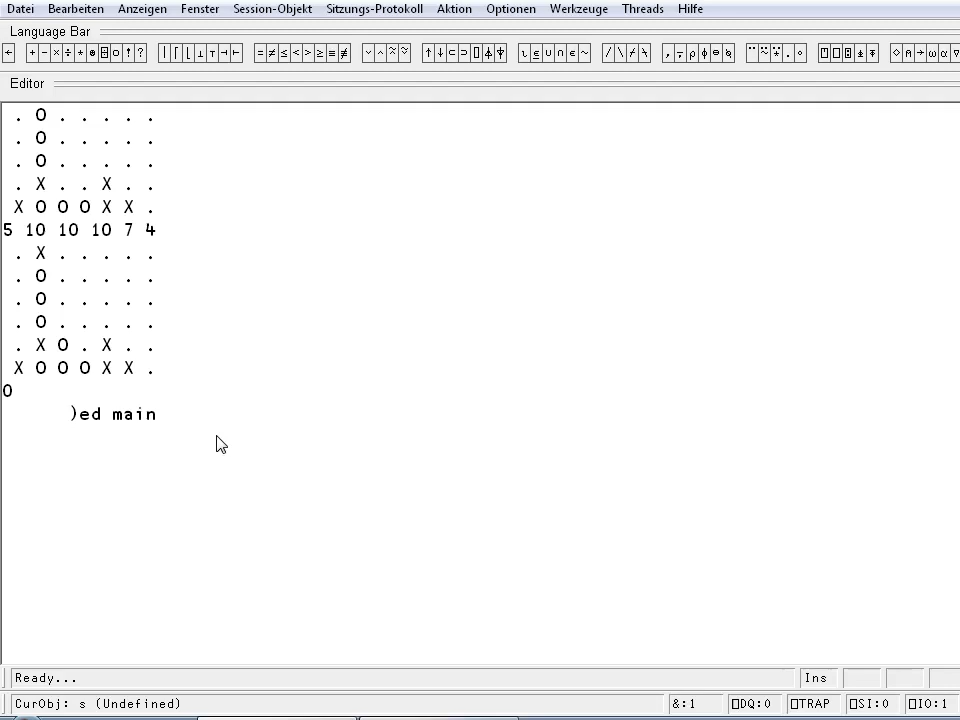 Datei Bearbeiten Anzeigen Fenster Session-Objekt Sitzungs-Protokoll Aktion Optionen Werkzeuge Threads Hilfe
Language Bar
Editor
. O . . . . .
. O . . . . .
. O . . . . .
. X . . X . .
X O O O X X .
5 10 10 10 7 4
. X . . . . .
. O . . . . .
. O . . . . .
. O . . . . .
. X O . X . .
X O O O X X .
O
)ed main
Ready... Ins
CurObj: s (Undefined) &:1 ⎕DQ:0 ⎕TRAP ⎕SI:0 ⎕IO:1